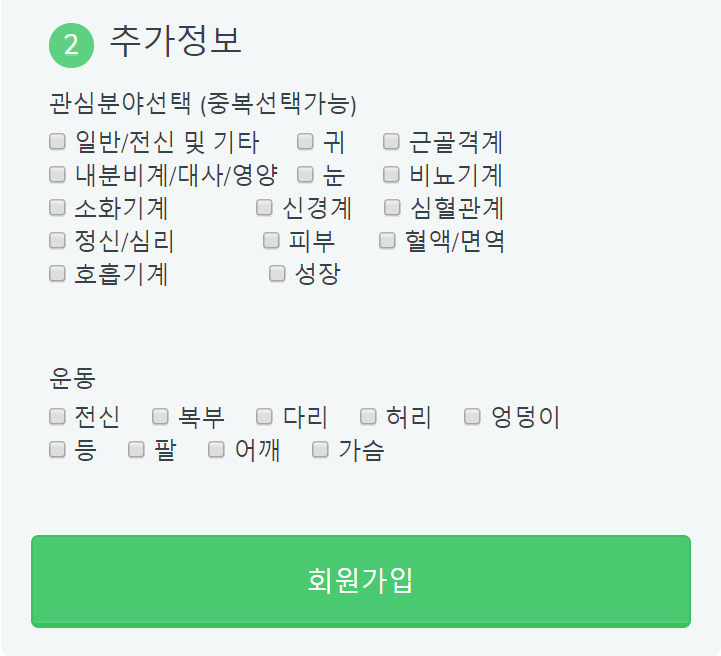 2 추가정보
관심분야선택 (중복선택가능)
일반/전신 및 기타 귀 근골격계
내분비계/대사/영양 눈 비뇨기계
소화기계 신경계 심혈관계
정신/심리 피부 혈액/면역
호흡기계 성장
운동
전신 복부 다리 허리 엉덩이
등 팔 어깨 가슴
회원가입